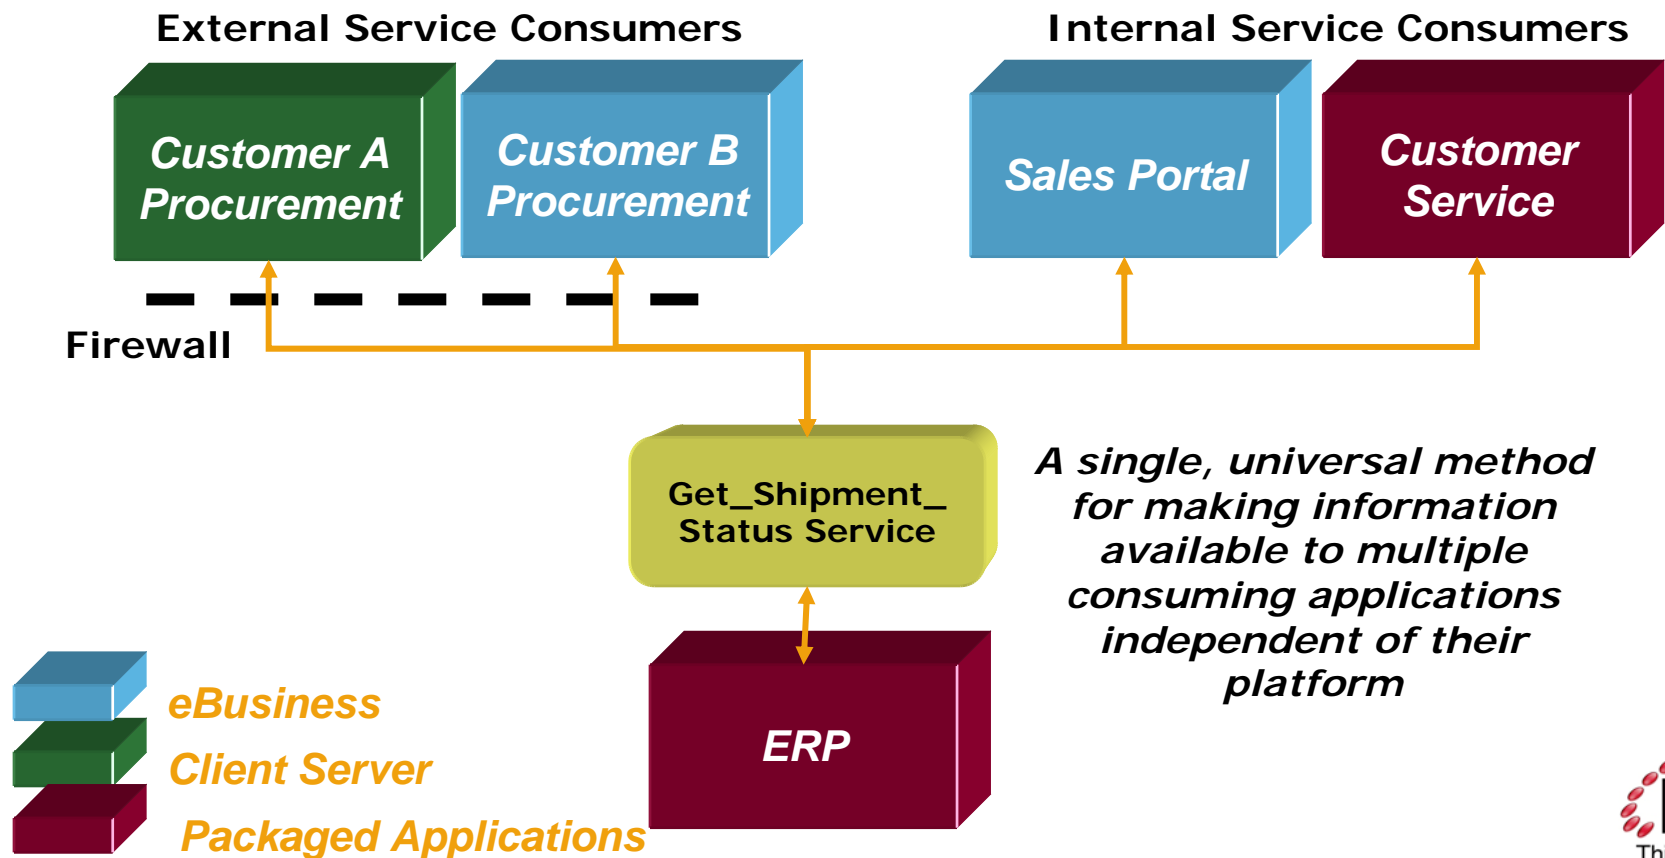 External Service Consumers
Internal Service Consumers
Customer A
Procurement
Customer B
Procurement
Sales Portal
Customer
Service
Firewall
Get_Shipment_
Status Service
A single, universal method
for making information
available to multiple
consuming applications
independent of their
platform
ERP
eBusiness
Client Server
Packaged Applications